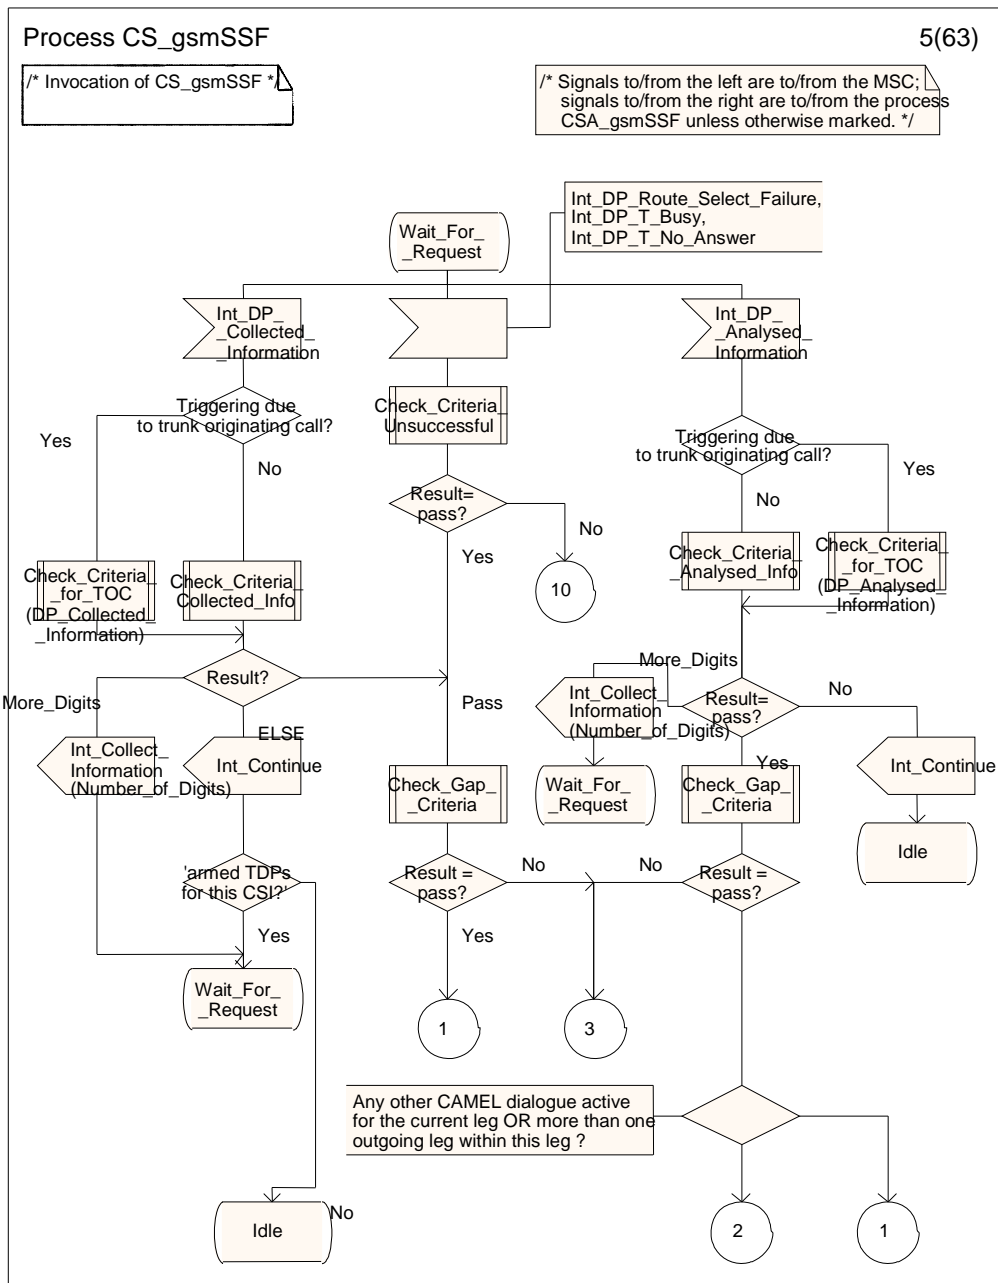 Process CS_gsmSSF
5(63)
/* Invocation of CS_gsmSSF */
/* Signals to/from the left are to/from the MSC;
signals to/from the right are to/from the process
CSA_gsmSSF unless otherwise marked. */
Int_DP_Route_Select_Failure,
Int_DP_T_Busy,
Int_DP_T_No_Answer
Wait_For_
_Request
Int_DP_
_Collected_
_Information
Int_DP_
_Analysed_
Information
Triggering due
to trunk originating call?
Yes
No
Check_Criteria_
Unsuccessful
Triggering due
to trunk originating call?
Yes
No
Result=
pass?
No
Yes
10
Check_Criteria_
_for_TOC
(DP_Collected_
_Information)
Check_Criteria_
Collected_Info
Check_Criteria_
_Analysed_Info
Check_Criteria_
_for_TOC
(DP_Analysed_
_Information)
Result?
More_Digits
ELSE
Pass
More_Digits
Result=
pass?
No
Yes
Int_Collect_
Information
(Number_of_Digits)
Int_Continue
Int_Collect_
Information
(Number_of_Digits)
Int_Continue
Check_Gap_
_Criteria
Wait_For_
_Request
Check_Gap_
_Criteria
Idle
'armed TDPs
for this CSI?'
Yes
Result =
pass?
No
Yes
No
Result =
pass?
Wait_For_
_Request
1
3
Any other CAMEL dialogue active
for the current leg OR more than one
outgoing leg within this leg ?
No
Idle
2
1